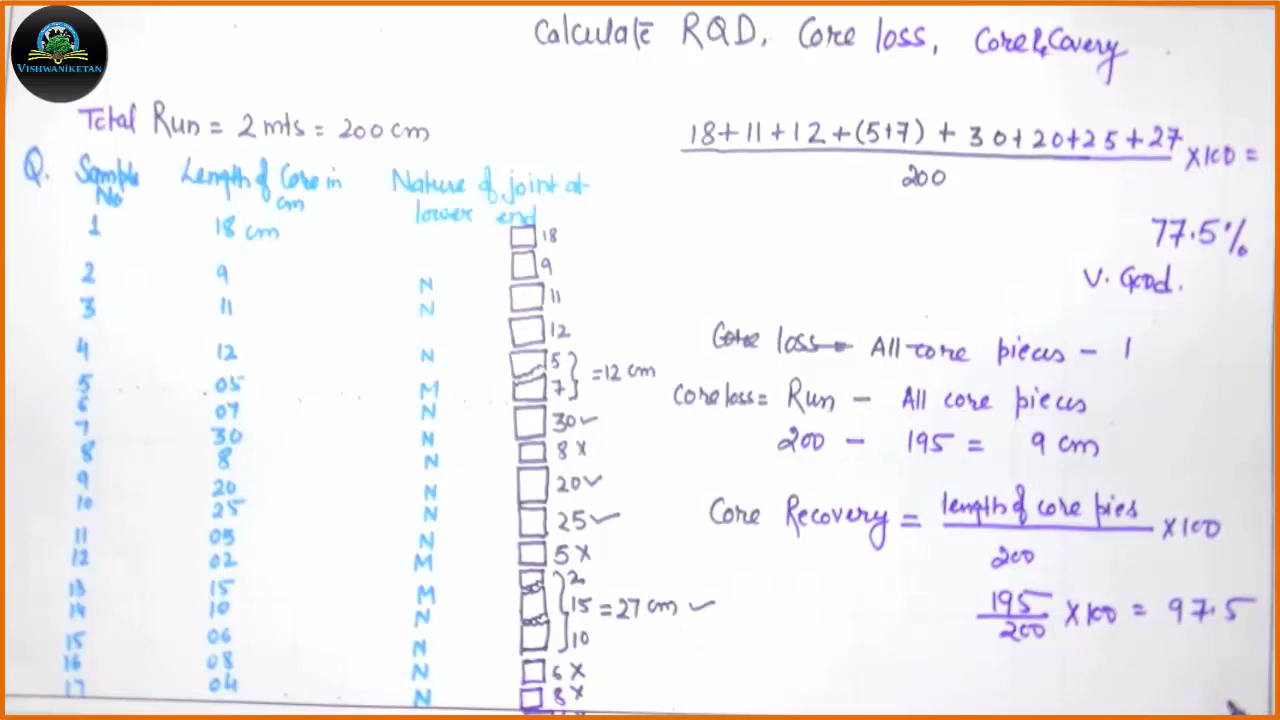 VISHWANIKETAN
Calculate RQD, Core loss, CoreRecovery
Total Run = 2 mts = 200 cm
18+11+12+(5+7)+30+20+25+27
200
×100 =
77.5%
V. Good.
Q. Sample No Length of Core in cm Nature of joint at lower end
1 18 cm □ 18
2 9 N □ 9
3 11 N □ 11
4 12 N □ 12
5 05 M □ 5
6 07 N □ 7 } = 12 cm
7 30 N □ 30 ✓
8 8 N □ 8 ×
9 20 N □ 20 ✓
10 25 N □ 25 ✓
11 05 N □ 5 ×
12 02 M □ 2
13 15 M □ 15 } = 27 cm ✓
14 10 N □ 10
15 06 N □ 6 ×
16 08 N □ 8 ×
17 04 N
Core loss - All core pieces - 1
Core loss = Run - All core pieces
200 - 195 = 9 cm
Core Recovery = length of core pies
200
×100
195
200
×100 = 97.5